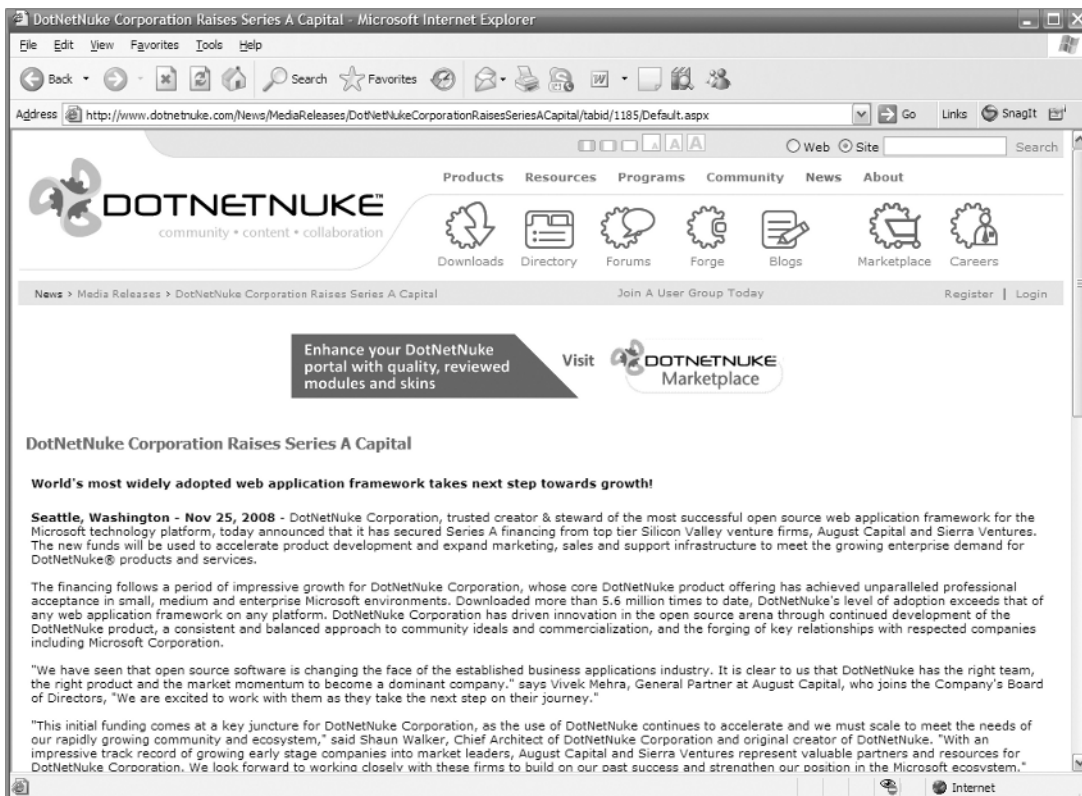 DotNetNuke Corporation Raises Series A Capital - Microsoft Internet Explorer
File Edit View Favorites Tools Help
Back Search Favorites
Address http://www.dotnetnuke.com/News/MediaReleases/DotNetNukeCorporationRaisesSeriesACapital/tabid/1185/Default.aspx Go Links SnagIt
A A A Web Site Search
Products Resources Programs Community News About
DOTNETNUKE™
community • content • collaboration
Downloads Directory Forums Forge Blogs Marketplace Careers
News > Media Releases > DotNetNuke Corporation Raises Series A Capital Join A User Group Today Register | Login
Enhance your DotNetNuke
portal with quality, reviewed
modules and skins
Visit DOTNETNUKE
Marketplace
DotNetNuke Corporation Raises Series A Capital
World's most widely adopted web application framework takes next step towards growth!
Seattle, Washington - Nov 25, 2008 - DotNetNuke Corporation, trusted creator & steward of the most successful open source web application framework for the
Microsoft technology platform, today announced that it has secured Series A financing from top tier Silicon Valley venture firms, August Capital and Sierra Ventures.
The new funds will be used to accelerate product development and expand marketing, sales and support infrastructure to meet the growing enterprise demand for
DotNetNuke® products and services.
The financing follows a period of impressive growth for DotNetNuke Corporation, whose core DotNetNuke product offering has achieved unparalleled professional
acceptance in small, medium and enterprise Microsoft environments. Downloaded more than 5.6 million times to date, DotNetNuke's level of adoption exceeds that of
any web application framework on any platform. DotNetNuke Corporation has driven innovation in the open source arena through continued development of the
DotNetNuke product, a consistent and balanced approach to community ideals and commercialization, and the forging of key relationships with respected companies
including Microsoft Corporation.
"We have seen that open source software is changing the face of the established business applications industry. It is clear to us that DotNetNuke has the right team,
the right product and the market momentum to become a dominant company." says Vivek Mehra, General Partner at August Capital, who joins the Company's Board
of Directors, "We are excited to work with them as they take the next step on their journey."
"This initial funding comes at a key juncture for DotNetNuke Corporation, as the use of DotNetNuke continues to accelerate and we must scale to meet the needs of
our rapidly growing community and ecosystem," said Shaun Walker, Chief Architect of DotNetNuke Corporation and original creator of DotNetNuke. "With an
impressive track record of growing early stage companies into market leaders, August Capital and Sierra Ventures represent valuable partners and resources for
DotNetNuke Corporation. We look forward to working closely with these firms to build on our past success and strengthen our position in the Microsoft ecosystem."
Internet